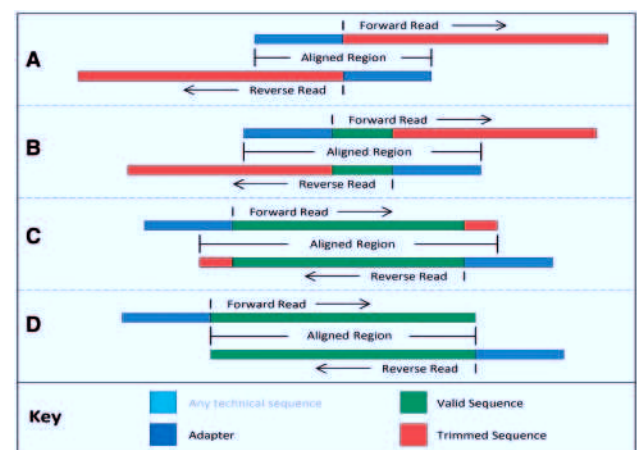 Forward Read
A
Aligned Region
Reverse Read
Forward Read
B
Aligned Region
Reverse Read
Forward Read
C
Aligned Region
Reverse Read
Forward Read
D
Aligned Region
Reverse Read
Key
Any technical sequence
Valid Sequence
Adapter
Trimmed Sequence